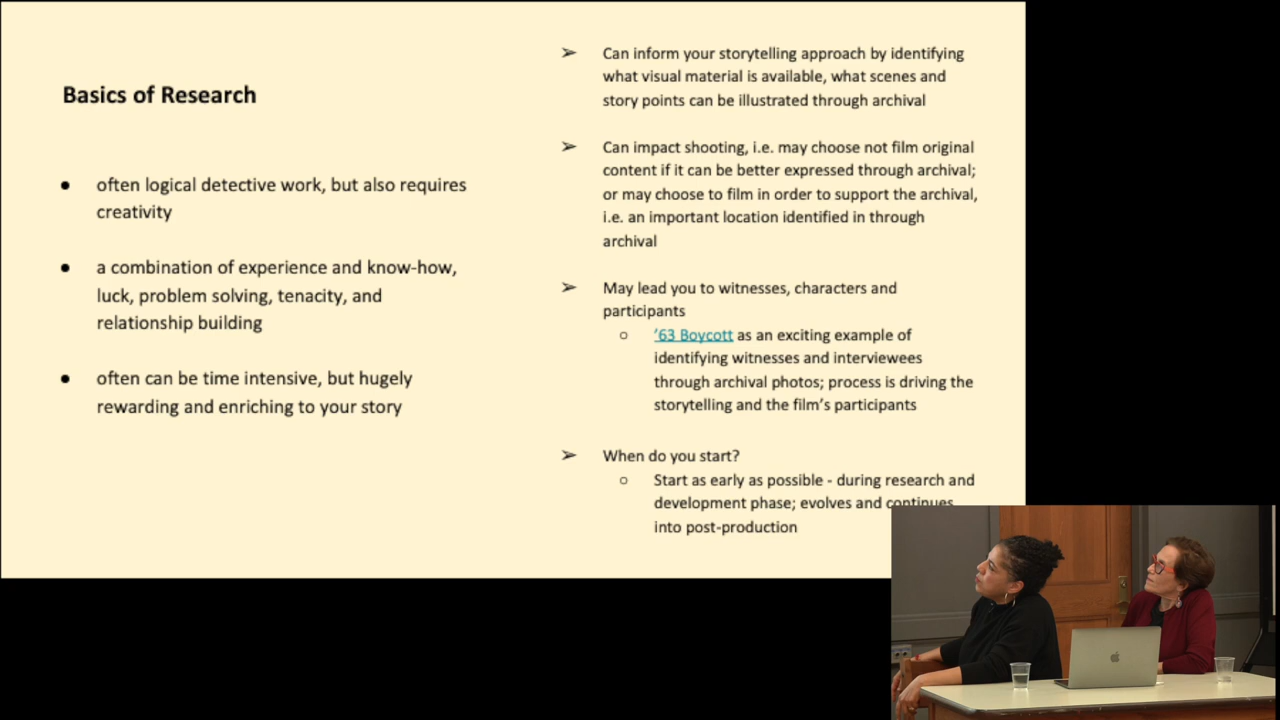 Basics of Research
● often logical detective work, but also requires
creativity
● a combination of experience and know-how,
luck, problem solving, tenacity, and
relationship building
● often can be time intensive, but hugely
rewarding and enriching to your story
➢ Can inform your storytelling approach by identifying
what visual material is available, what scenes and
story points can be illustrated through archival
➢ Can impact shooting, i.e. may choose not film original
content if it can be better expressed through archival;
or may choose to film in order to support the archival,
i.e. an important location identified in through
archival
➢ May lead you to witnesses, characters and
participants
○ '63 Boycott as an exciting example of
identifying witnesses and interviewees
through archival photos; process is driving the
storytelling and the film's participants
➢ When do you start?
○ Start as early as possible - during research and
development phase; evolves and continues
into post-production